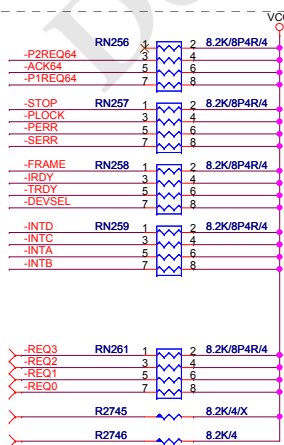 VCC
RN256 1 2 8.2K/8P4R/4
-P2REQ64 3 4
-ACK64 5 6
-P1REQ64 7 8
-STOP RN257 1 2 8.2K/8P4R/4
-PLOCK 3 4
-PERR 5 6
-SERR 7 8
-FRAME RN258 1 2 8.2K/8P4R/4
-IRDY 3 4
-TRDY 5 6
-DEVSEL 7 8
-INTD RN259 1 2 8.2K/8P4R/4
-INTC 3 4
-INTA 5 6
-INTB 7 8
-REQ3 RN261 1 2 8.2K/8P4R/4
-REQ2 3 4
-REQ1 5 6
-REQ0 7 8
R2745 8.2K/4/X
R2746 8.2K/4